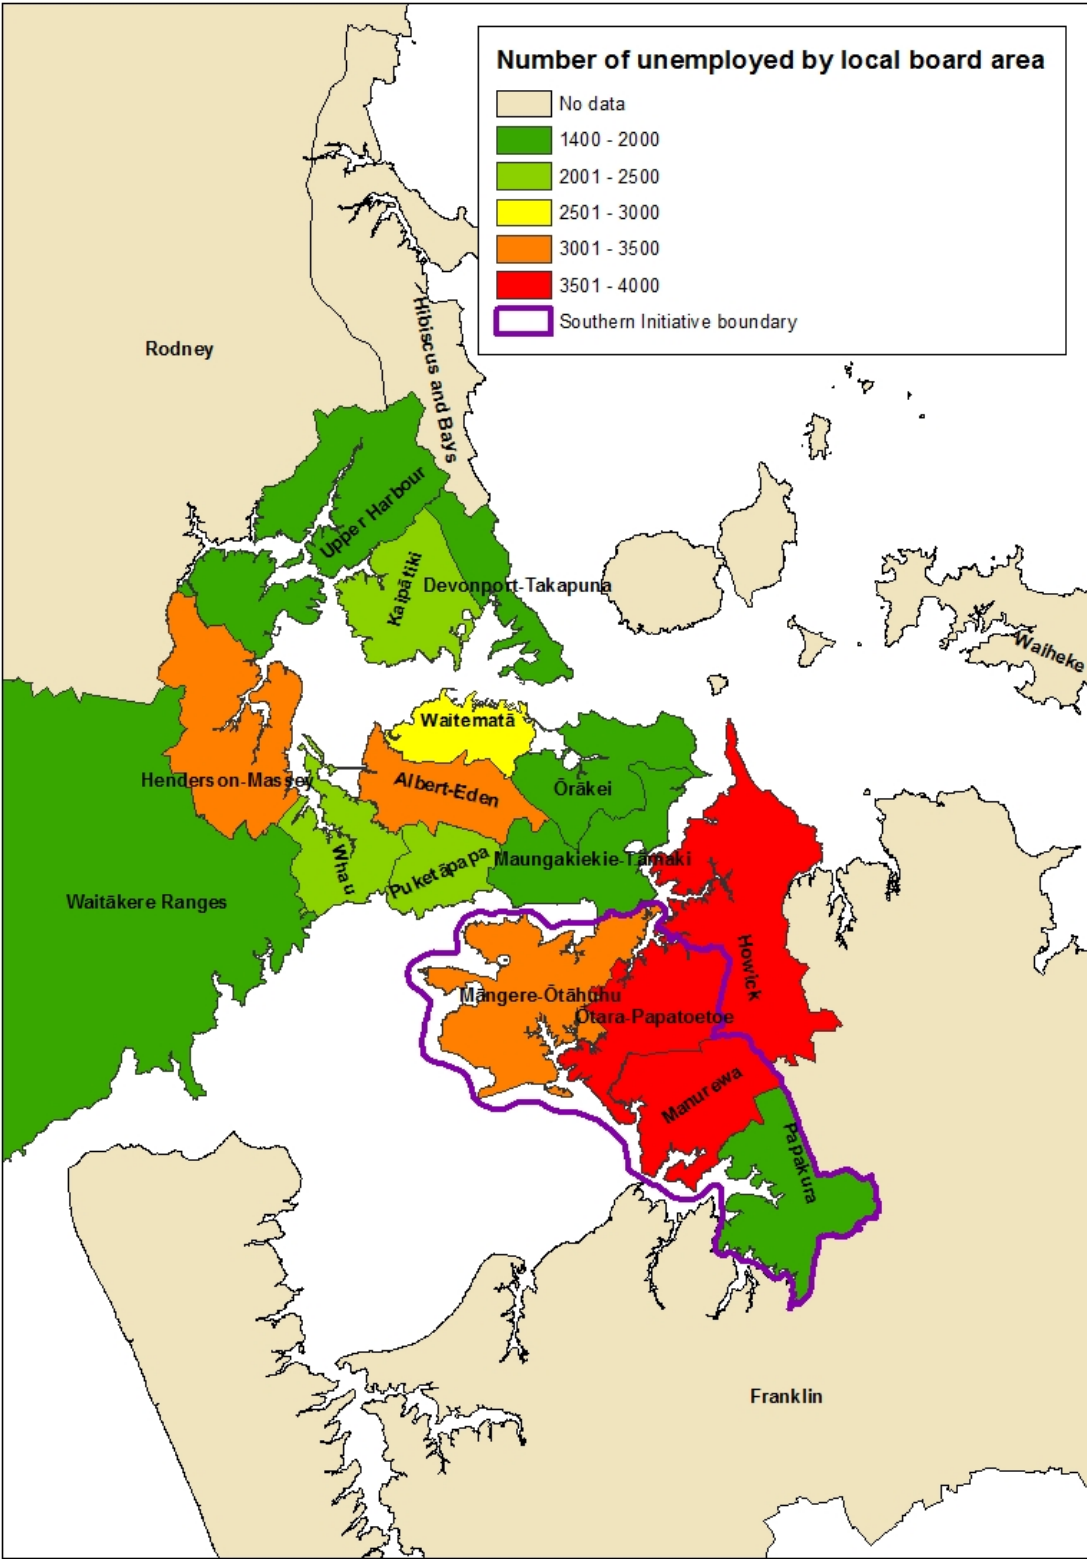 Number of unemployed by local board area
No data
1400 - 2000
2001 - 2500
2501 - 3000
3001 - 3500
3501 - 4000
Southern Initiative boundary
Rodney
Hibiscus and Bays
Upper Harbour
Kaipātiki
Devonport-Takapuna
Waiheke
Waitematā
Henderson-Massey
Albert-Eden
Ōrākei
Whau
Puketāpapa
Maungakiekie-Tāmaki
Waitākere Ranges
Howick
Māngere-Ōtāhuhu
Ōtara-Papatoetoe
Manurewa
Papakura
Franklin